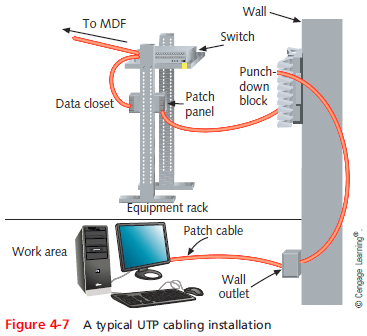 To MDF
Wall
Switch
Data closet
Patch
panel
Punch-
down
block
Equipment rack
Work area
Patch cable
Wall
outlet
© Cengage Learning®.
Figure 4-7 A typical UTP cabling installation